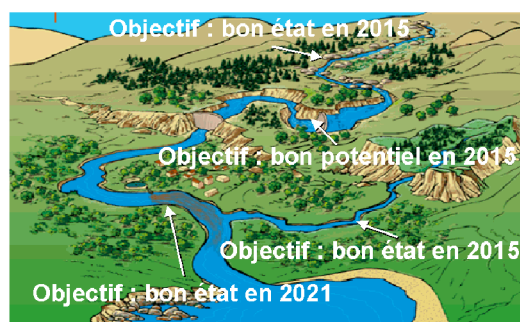 Objectif : bon état en 2015
Objectif : bon potentiel en 2015
Objectif : bon état en 2015
Objectif : bon état en 2021